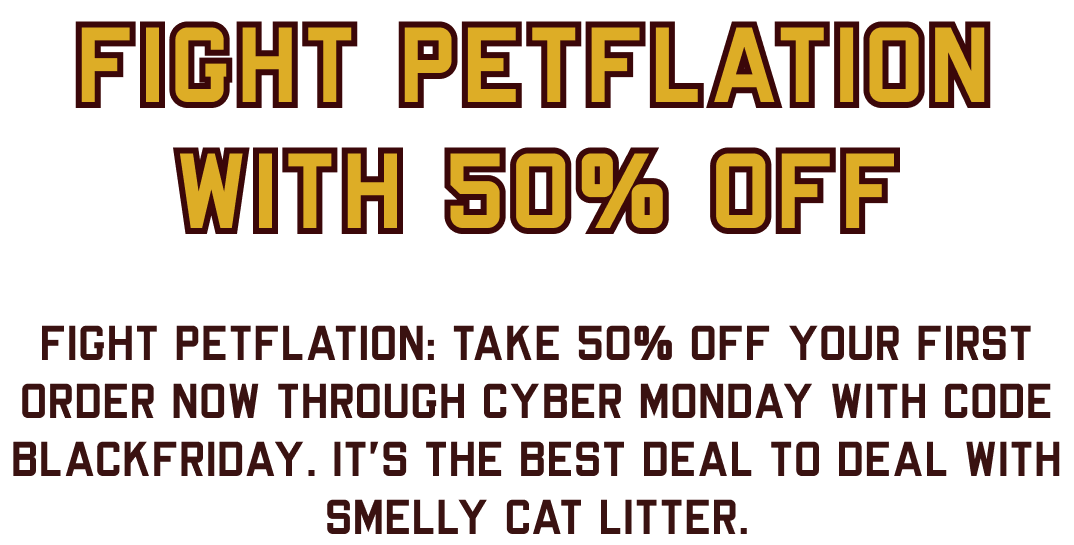 FIGHT PETFLATION
WITH 50% OFF
FIGHT PETFLATION: TAKE 50% OFF YOUR FIRST
ORDER NOW THROUGH CYBER MONDAY WITH CODE
BLACKFRIDAY. IT'S THE BEST DEAL TO DEAL WITH
SMELLY CAT LITTER.